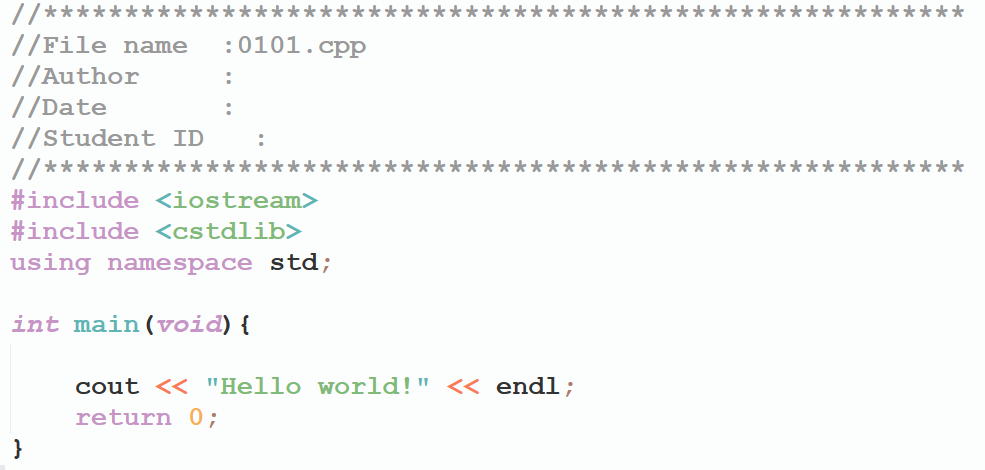 //*********************************************************
//File name  :0101.cpp
//Author     :
//Date       :
//Student ID   :
//*********************************************************
#include <iostream>
#include <cstdlib>
using namespace std;
int main(void){
    cout << "Hello world!" << endl;
    return 0;
}